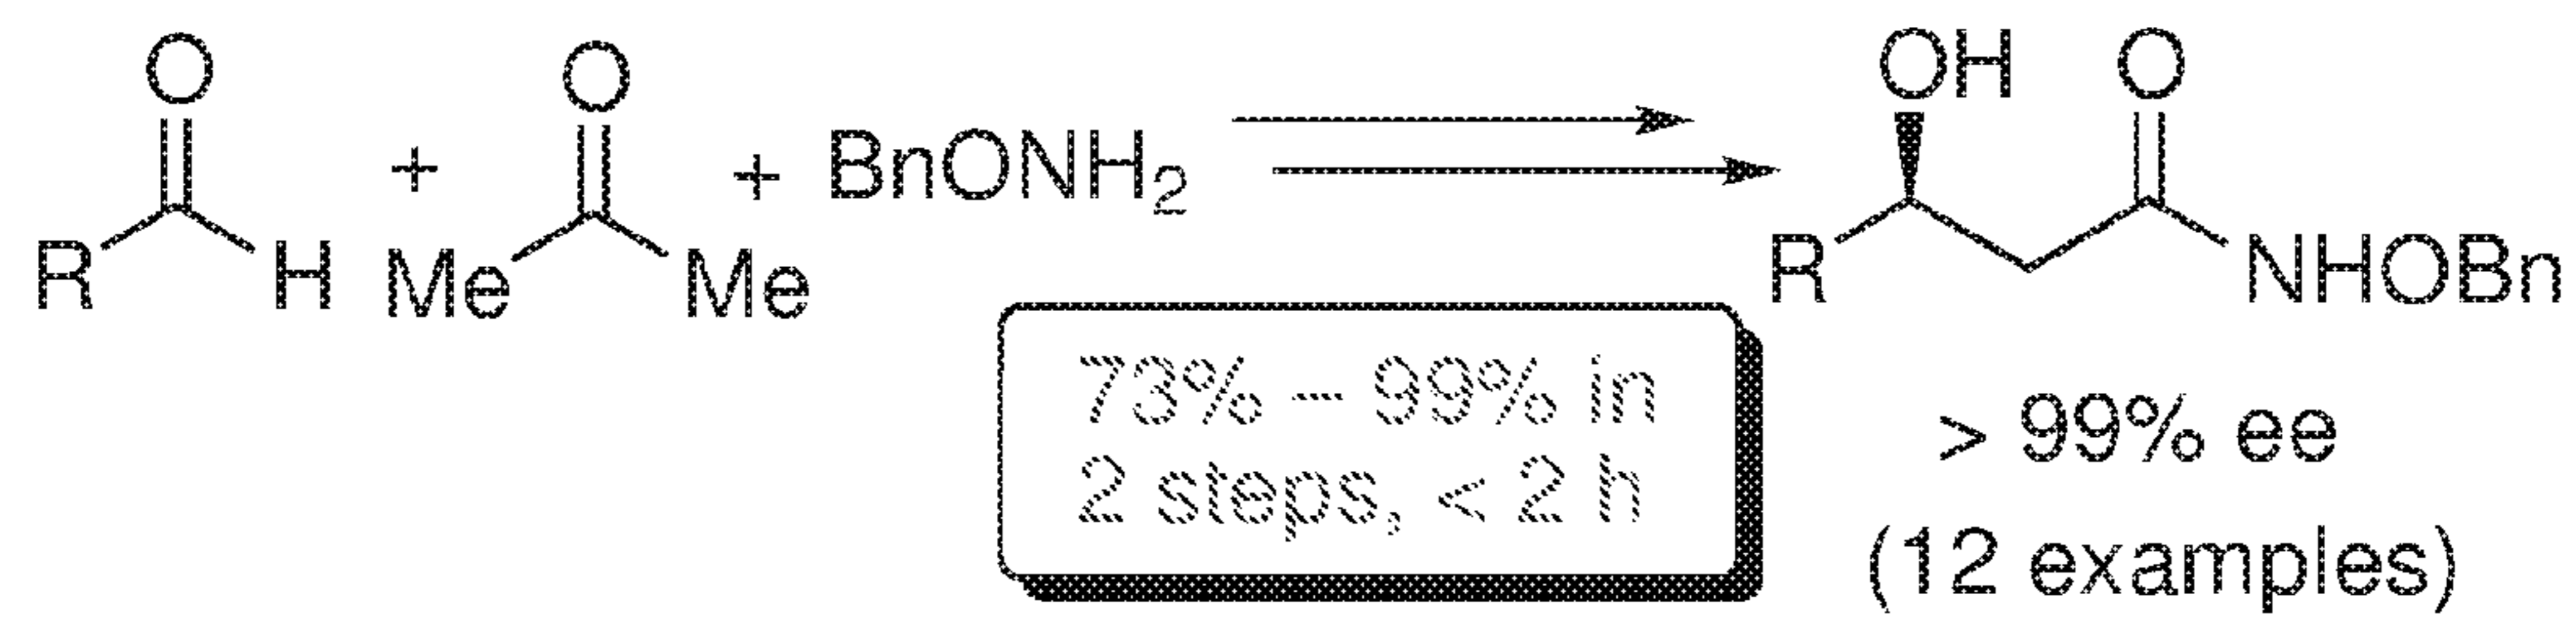 O O OH O
R H + Me Me + BnONH2 R NHOBn
73% – 99% in
2 steps, < 2 h
> 99% ee
(12 examples)